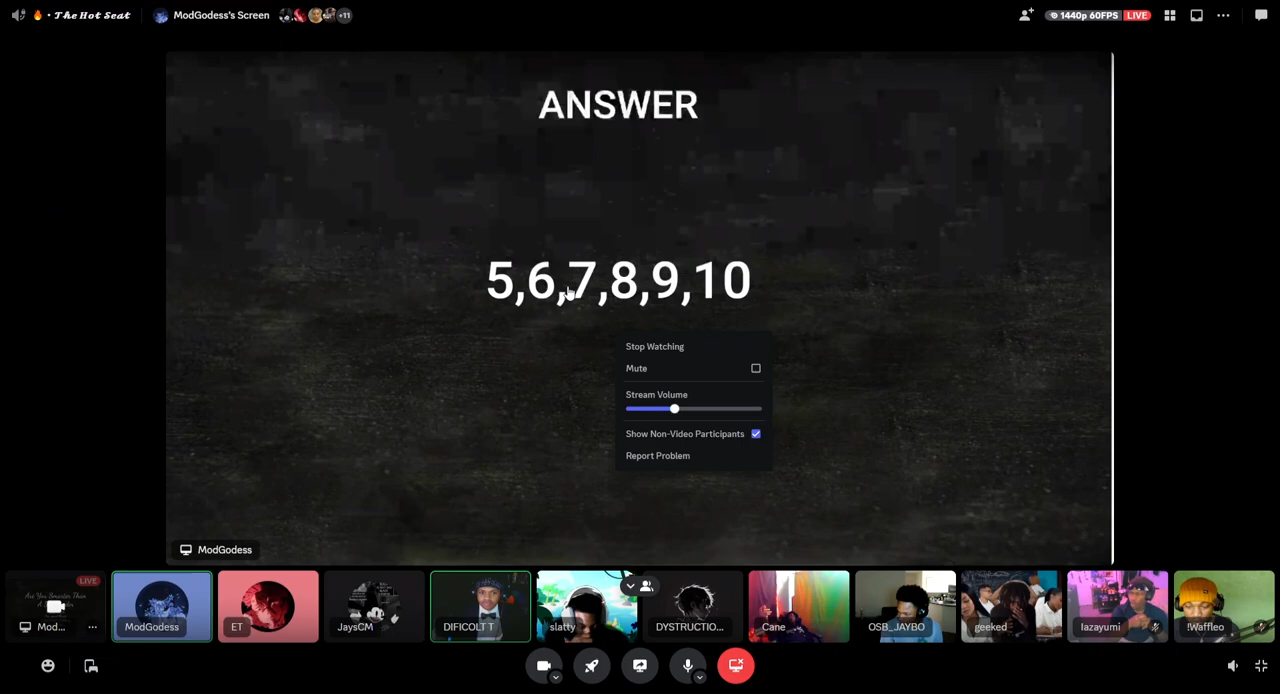 The Hot Seat
ModGodess's Screen
+11
1440p 60FPS LIVE
ANSWER
5,6,7,8,9,10
Stop Watching
Mute
Stream Volume
Show Non-Video Participants
Report Problem
ModGodess
LIVE
Mod...
ModGodess
ET
JaysCM
DIFICOLT T
slatty
DYSTRUCTIO...
Cane
OSB_JAYBO
geeked
lazayumi
!Waffleo